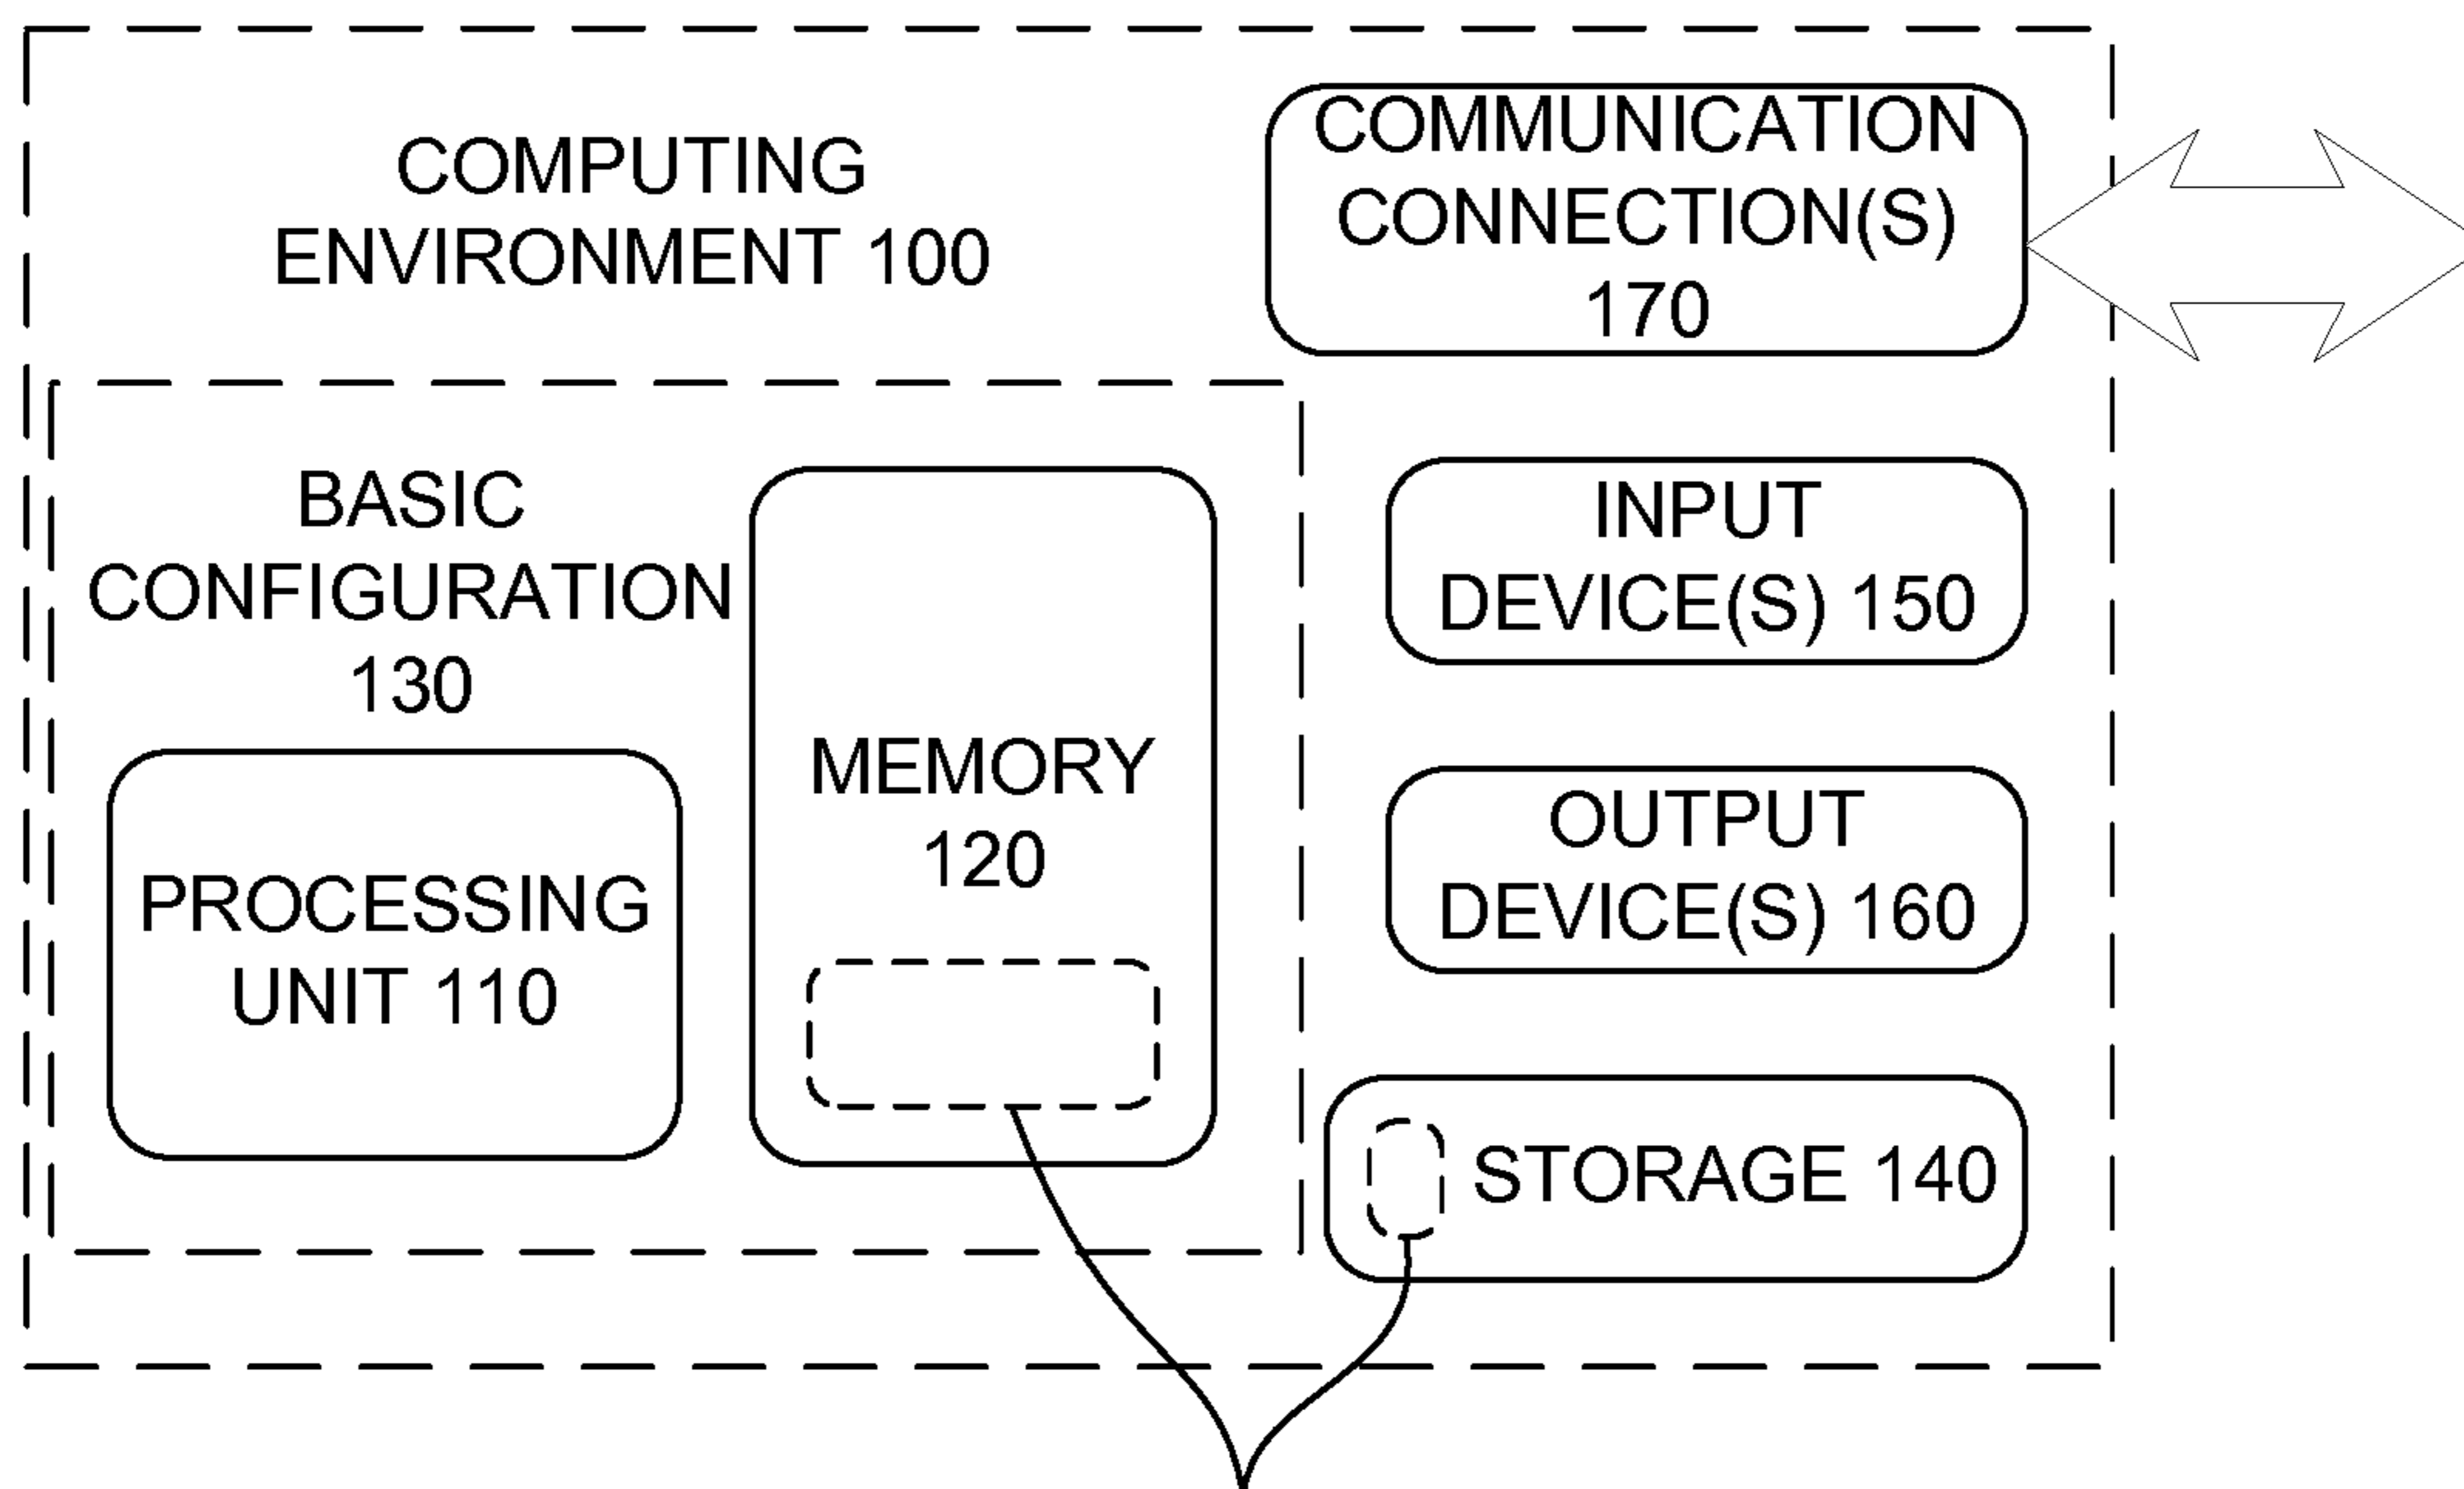 COMPUTING
ENVIRONMENT 100
COMMUNICATION
CONNECTION(S)
170
BASIC
CONFIGURATION
130
PROCESSING
UNIT 110
MEMORY
120
INPUT
DEVICE(S) 150
OUTPUT
DEVICE(S) 160
STORAGE 140